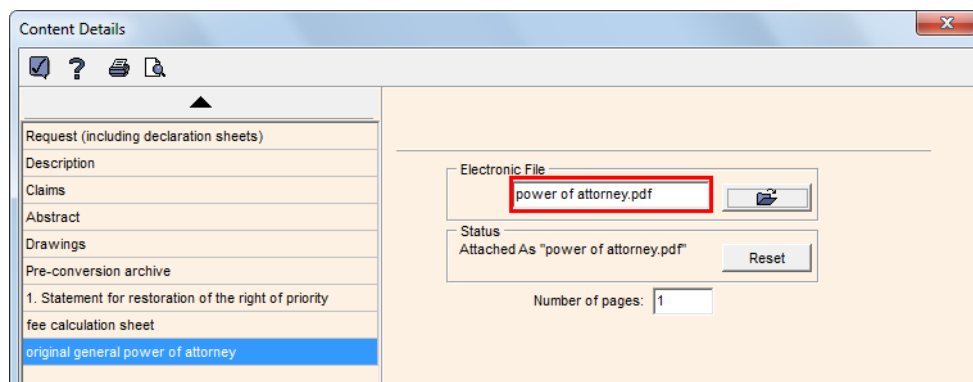 Content Details
?
Request (including declaration sheets)
Description
Claims
Abstract
Drawings
Pre-conversion archive
1. Statement for restoration of the right of priority
fee calculation sheet
original general power of attorney
Electronic File
power of attorney.pdf
Status
Attached As "power of attorney.pdf"
Reset
Number of pages: 1